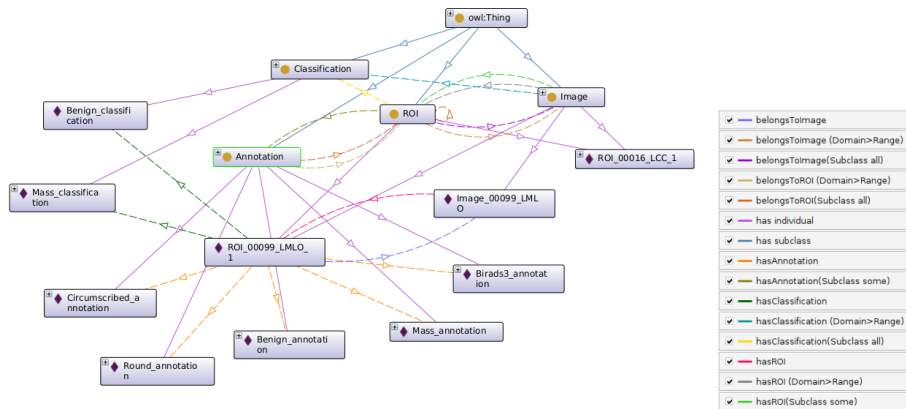 owl:Thing
Classification
Image
Benign_classifi
cation
ROI
Annotation
ROI_00016_LCC_1
Mass_classifica
tion
Image_00099_LML
O
ROI_00099_LMLO_
1
Birads3_annotat
ion
Circumscribed_a
nnotation
Benign_annotati
on
Mass_annotation
Round_annotatio
n
belongsToImage
belongsToImage (Domain>Range)
belongsToImage(Subclass all)
belongsToROI (Domain>Range)
belongsToROI(Subclass all)
has individual
has subclass
hasAnnotation
hasAnnotation(Subclass some)
hasClassification
hasClassification (Domain>Range)
hasClassification(Subclass all)
hasROI
hasROI (Domain>Range)
hasROI(Subclass some)